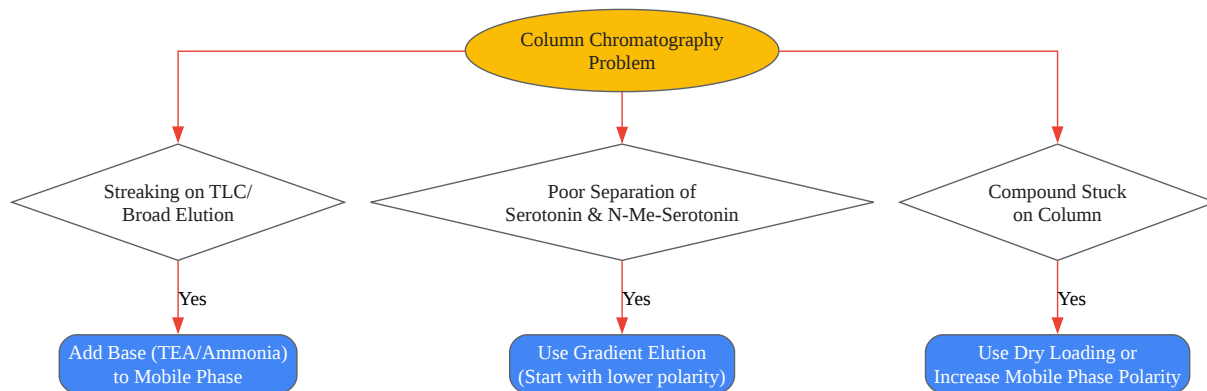 Column Chromatography
Problem
Streaking on TLC/
Broad Elution
Poor Separation of
Serotonin & N-Me-Serotonin
Compound Stuck
on Column
Yes
Yes
Yes
Add Base (TEA/Ammonia)
to Mobile Phase
Use Gradient Elution
(Start with lower polarity)
Use Dry Loading or
Increase Mobile Phase Polarity